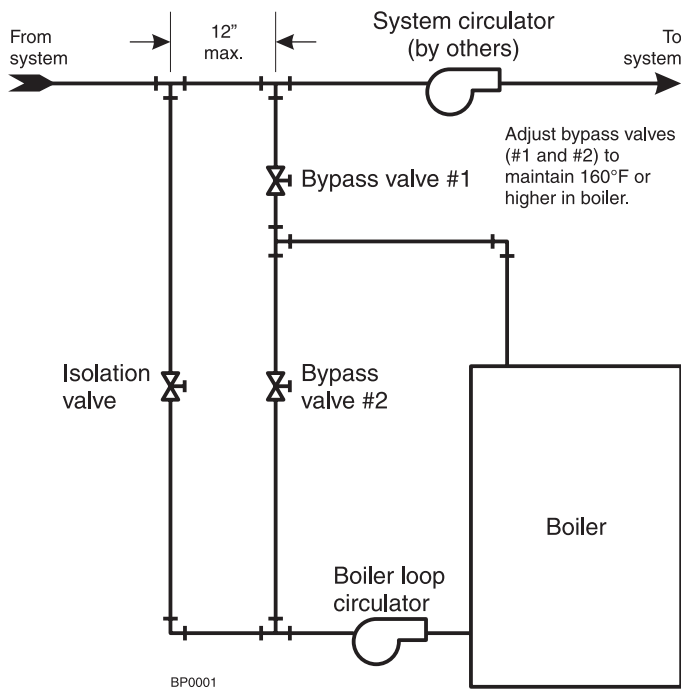 From
system
12"
max.
System circulator
(by others)
To
system
Adjust bypass valves
(#1 and #2) to
maintain 160°F or
higher in boiler.
Bypass valve #1
Isolation
valve
Bypass
valve #2
Boiler
Boiler loop
circulator
BP0001